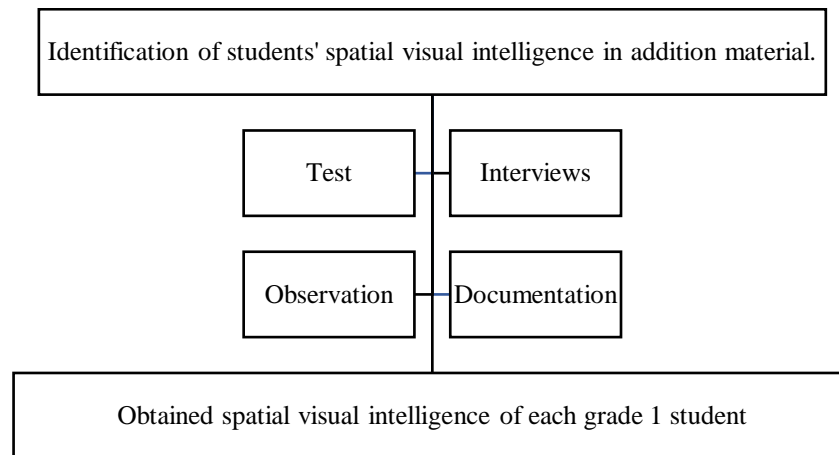 Identification of students' spatial visual intelligence in addition material.
Test
Interviews
Observation
Documentation
Obtained spatial visual intelligence of each grade 1 student